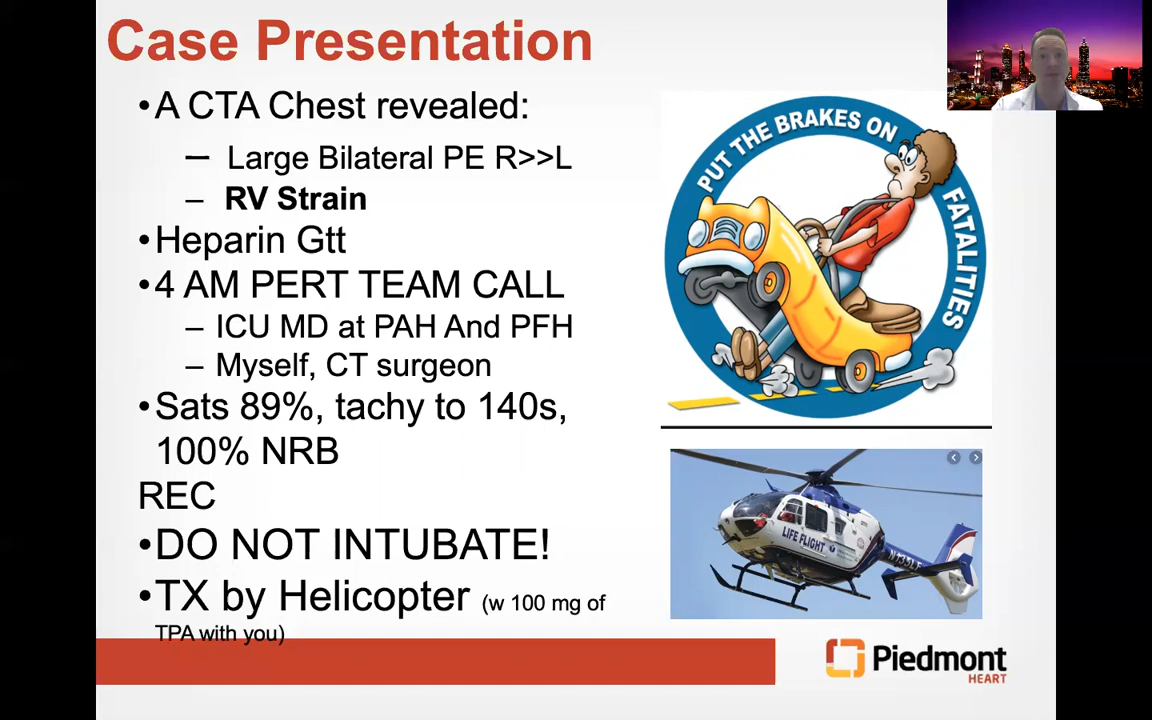 Case Presentation
•A CTA Chest revealed:
– Large Bilateral PE R>>L
– RV Strain
•Heparin Gtt
•4 AM PERT TEAM CALL
– ICU MD at PAH And PFH
– Myself, CT surgeon
•Sats 89%, tachy to 140s,
100% NRB
REC
•DO NOT INTUBATE!
•TX by Helicopter (w 100 mg of
TPA with you)
PUT THE BRAKES ON
FATALITIES
LIFE FLIGHT
Piedmont
HEART